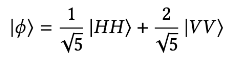 |ϕ⟩ = 1/√5 |HH⟩ + 2/√5 |VV⟩